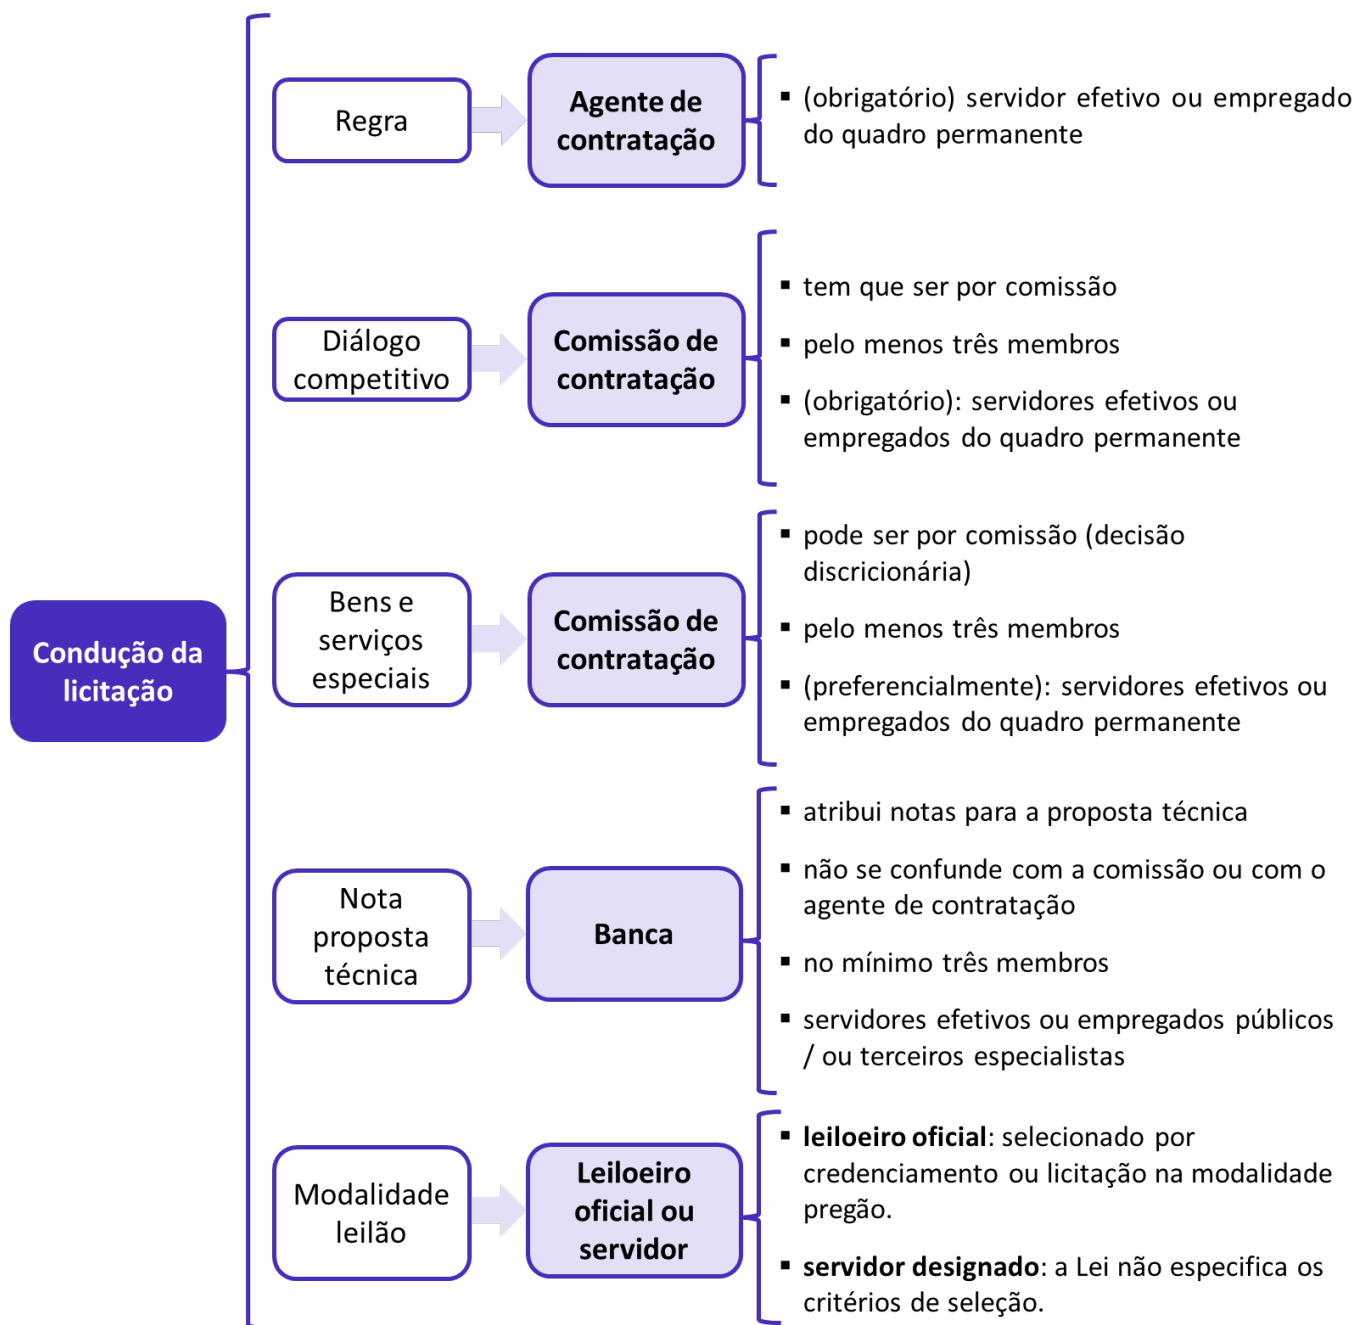 Condução da
licitação
Regra
Agente de
contratação
▪ (obrigatório) servidor efetivo ou empregado
do quadro permanente
Diálogo
competitivo
Comissão de
contratação
▪ tem que ser por comissão
▪ pelo menos três membros
▪ (obrigatório): servidores efetivos ou
empregados do quadro permanente
Bens e
serviços
especiais
Comissão de
contratação
▪ pode ser por comissão (decisão
discricionária)
▪ pelo menos três membros
▪ (preferencialmente): servidores efetivos ou
empregados do quadro permanente
Nota
proposta
técnica
Banca
▪ atribui notas para a proposta técnica
▪ não se confunde com a comissão ou com o
agente de contratação
▪ no mínimo três membros
▪ servidores efetivos ou empregados públicos
/ ou terceiros especialistas
Modalidade
leilão
Leiloeiro
oficial ou
servidor
▪ leiloeiro oficial: selecionado por
credenciamento ou licitação na modalidade
pregão.
▪ servidor designado: a Lei não especifica os
critérios de seleção.